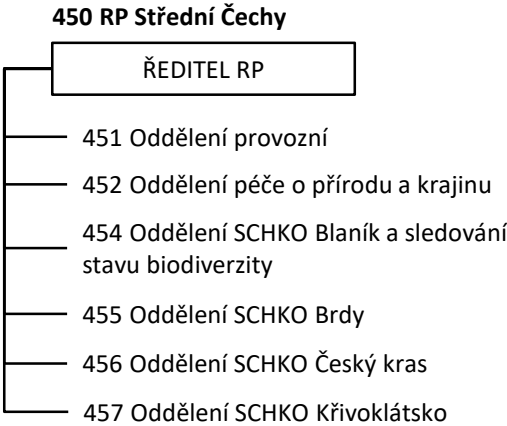 450 RP Střední Čechy
ŘEDITEL RP
451 Oddělení provozní
452 Oddělení péče o přírodu a krajinu
454 Oddělení SCHKO Blaník a sledování
stavu biodiverzity
455 Oddělení SCHKO Brdy
456 Oddělení SCHKO Český kras
457 Oddělení SCHKO Křivoklátsko